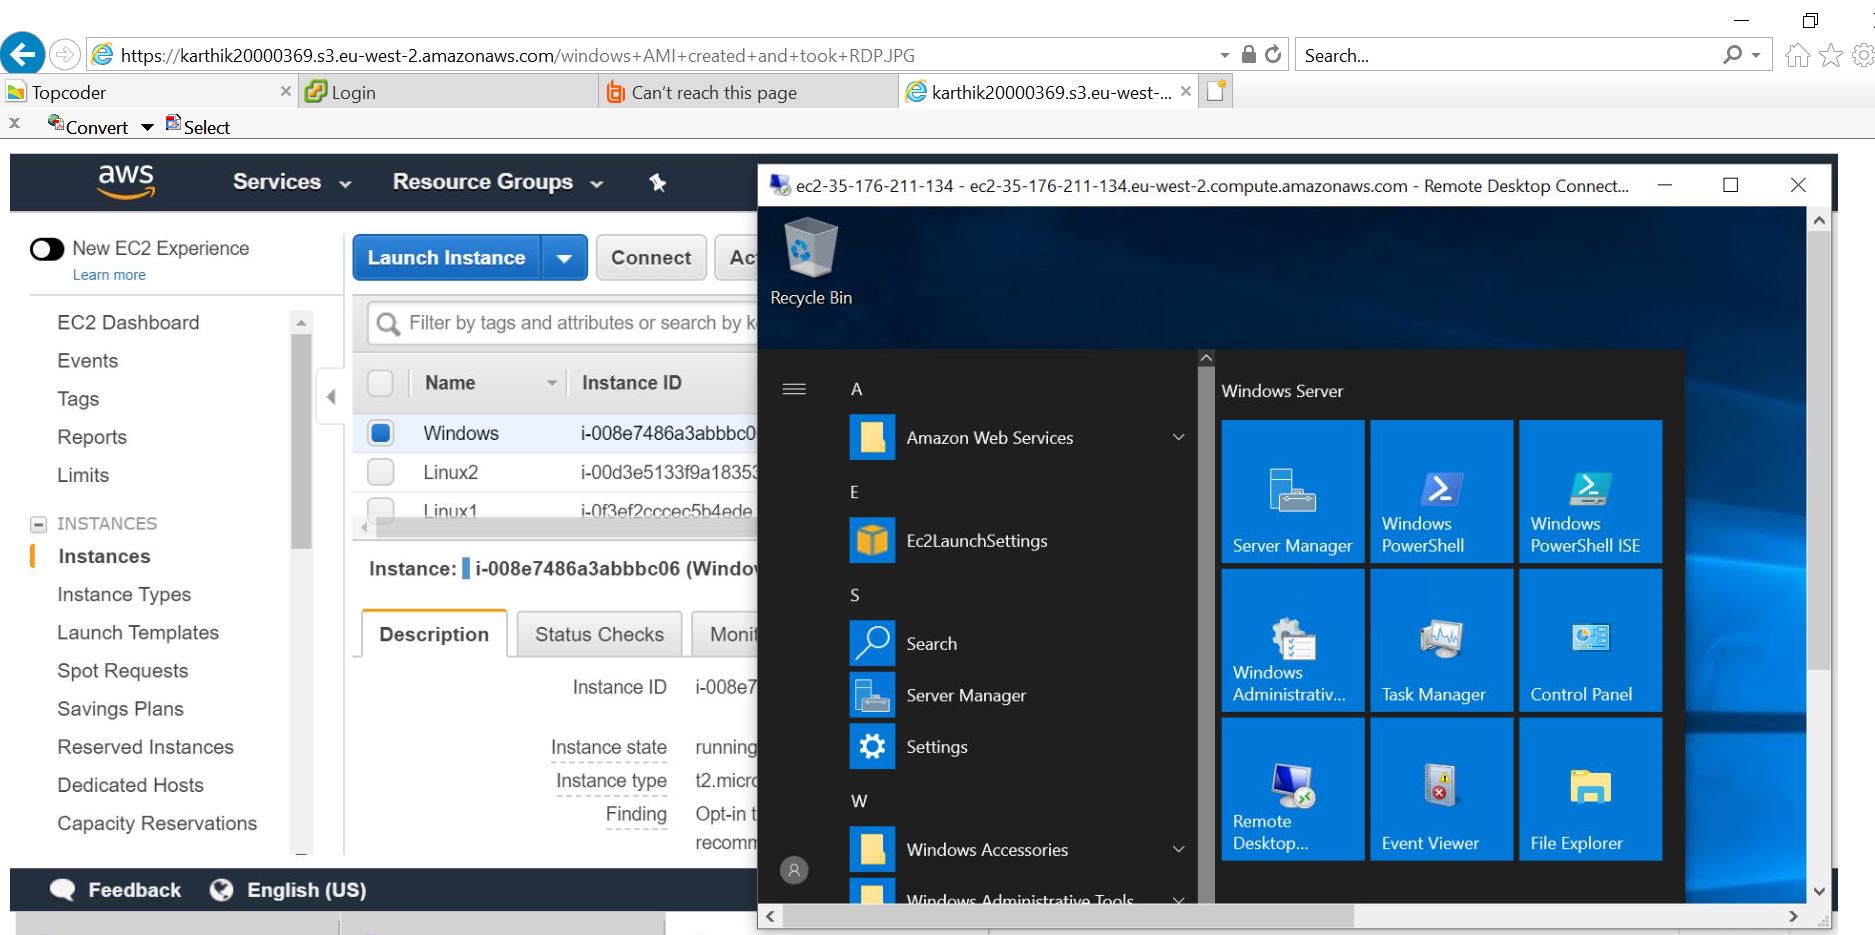 https://karthik20000369.s3.eu-west-2.amazonaws.com/windows+AMI+created+and+took+RDP.JPG
Search...
Topcoder
Login
Can't reach this page
karthik20000369.s3.eu-west-...
Convert
Select
aws
Services
Resource Groups
ec2-35-176-211-134 - ec2-35-176-211-134.eu-west-2.compute.amazonaws.com - Remote Desktop Connect...
New EC2 Experience
Learn more
EC2 Dashboard
Events
Tags
Reports
Limits
INSTANCES
Instances
Instance Types
Launch Templates
Spot Requests
Savings Plans
Reserved Instances
Dedicated Hosts
Capacity Reservations
Launch Instance
Connect
Ac
Filter by tags and attributes or search by k
Name
Instance ID
Windows
i-008e7486a3abbbc0
Linux2
i-00d3e5133f9a18353
Linux1
i-0f3ef2cccec5b4ede
Instance:
i-008e7486a3abbbc06 (Windo
Description
Status Checks
Monit
Instance ID
i-008e7
Instance state
running
Instance type
t2.micro
Finding
Opt-in t
recomm
Recycle Bin
A
Amazon Web Services
E
Ec2LaunchSettings
S
Search
Server Manager
Settings
W
Windows Accessories
Windows Administrative Tools
Windows Server
Server Manager
Windows PowerShell
Windows PowerShell ISE
Windows Administrativ...
Task Manager
Control Panel
Remote Desktop...
Event Viewer
File Explorer
Feedback
English (US)